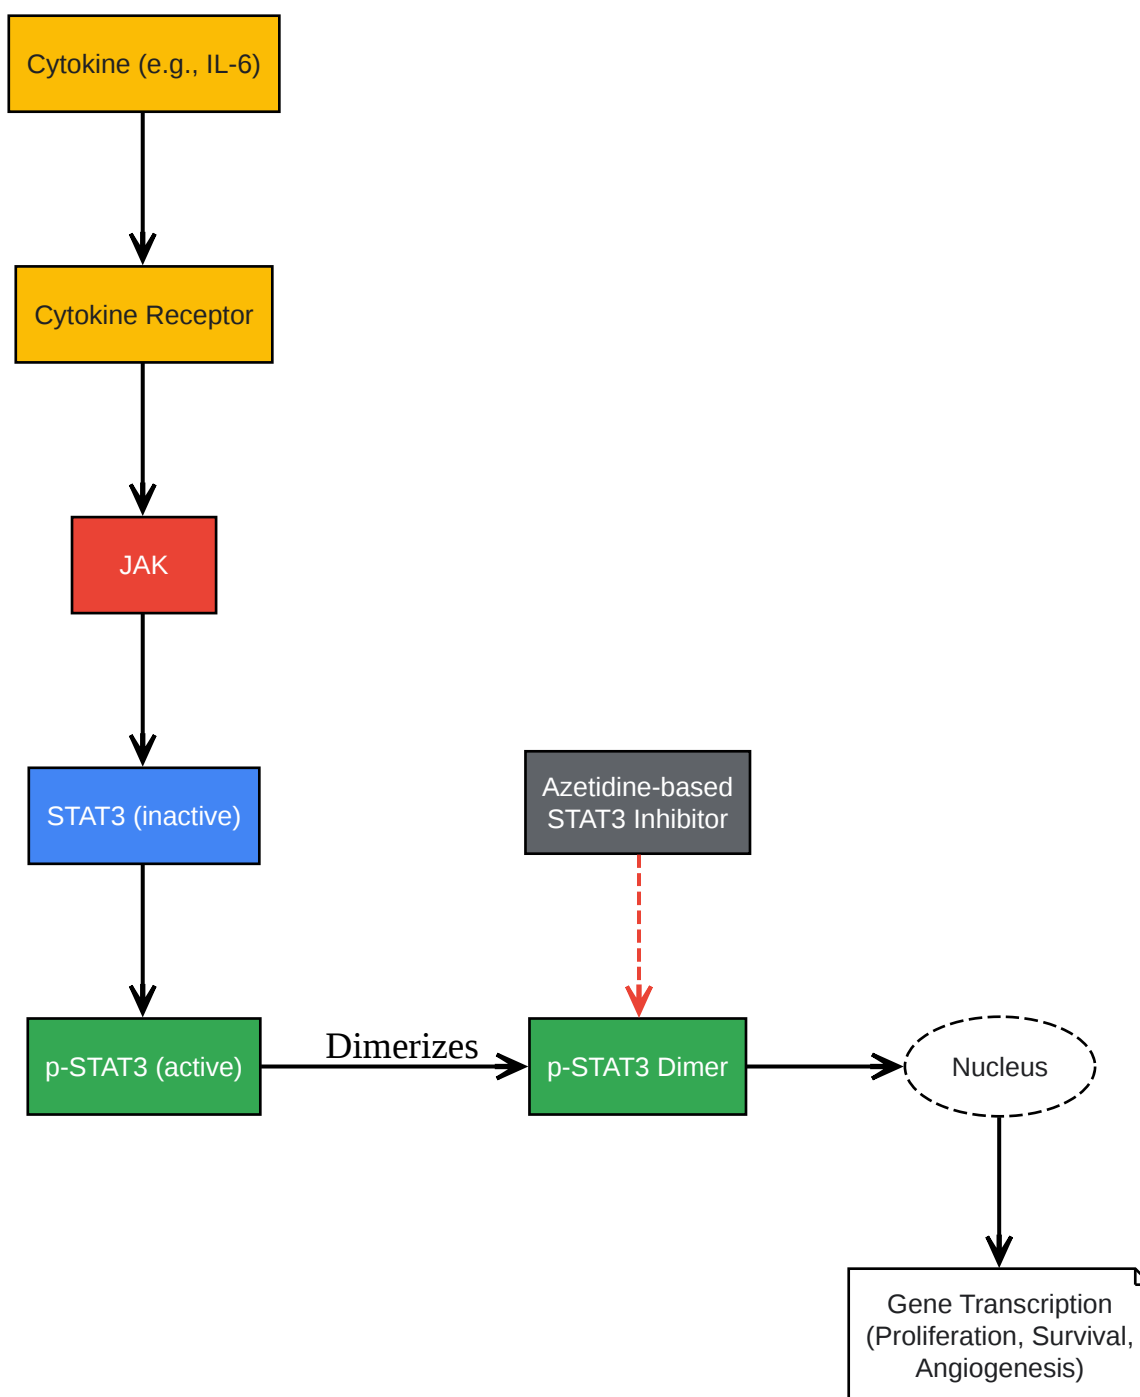 Cytokine (e.g., IL-6)
Cytokine Receptor
JAK
STAT3 (inactive)
Azetidine-based
STAT3 Inhibitor
p-STAT3 (active)
Dimerizes
p-STAT3 Dimer
Nucleus
Gene Transcription
(Proliferation, Survival,
Angiogenesis)